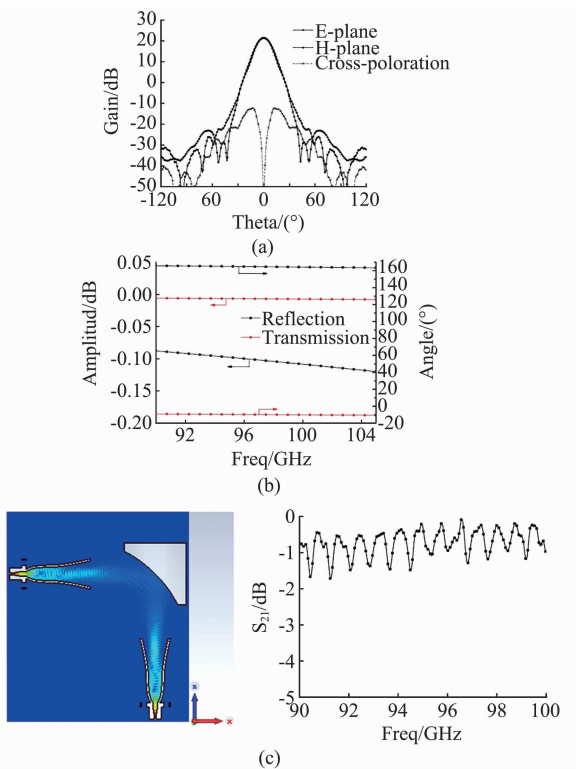 30
20
10
0
-10
-20
-30
-40
-50
-120
60
0
60
120
Gain/dB
Theta/(°)
E-plane
H-plane
Cross-poloration
(a)
0.05
0.00
-0.05
-0.10
-0.15
-0.20
Amplitud/dB
160
140
120
100
80
60
40
20
0
-20
Angle/(°)
Reflection
Transmission
92
96
100
104
Freq/GHz
(b)
0
-1
-2
-3
-4
-5
S21/dB
90
92
94
96
98
100
Freq/GHz
x
(c)